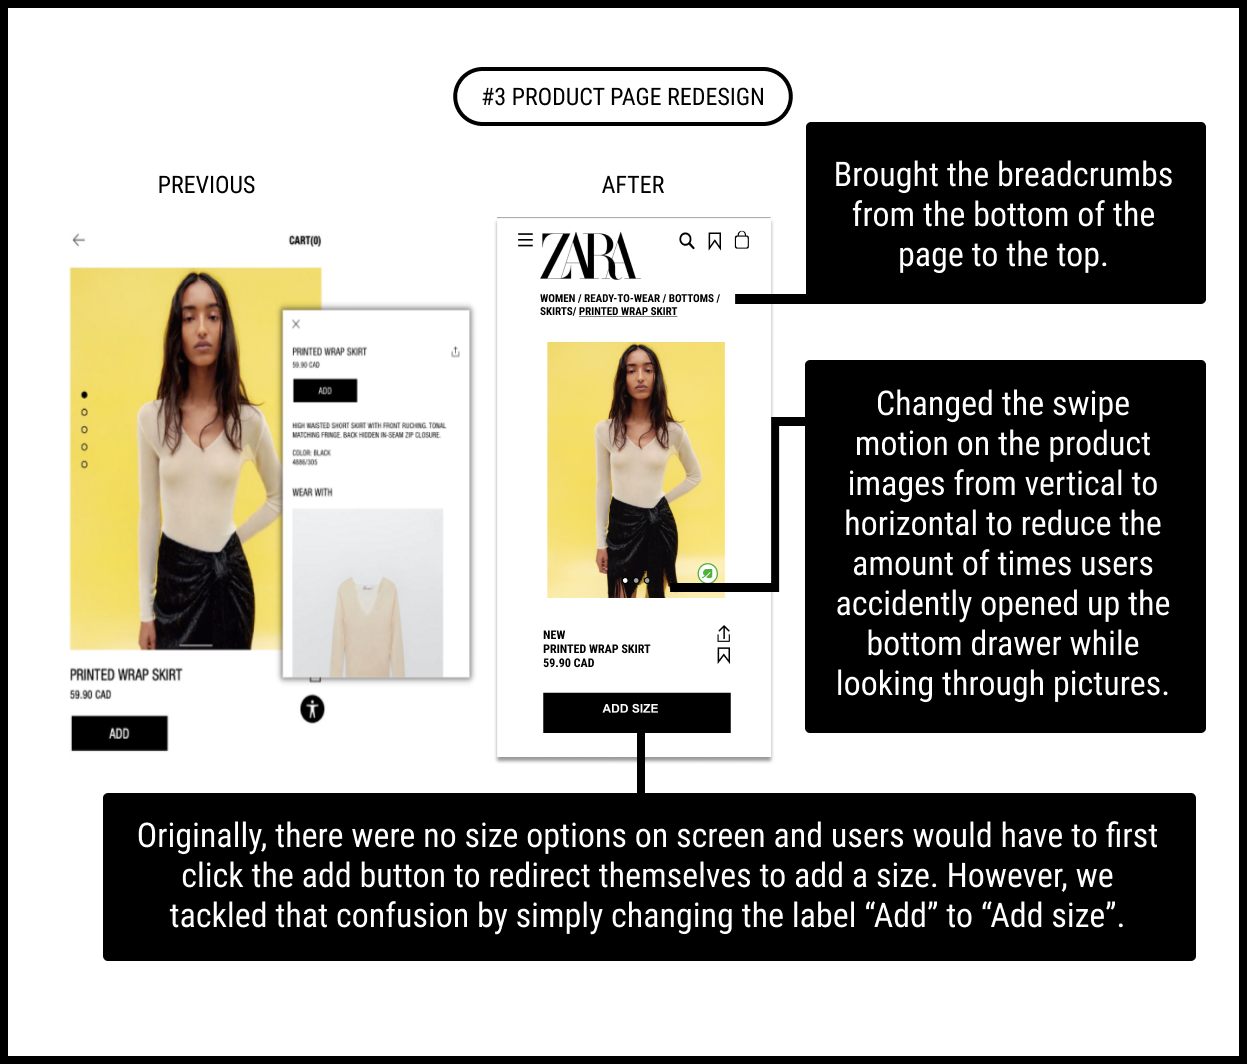 #3 PRODUCT PAGE REDESIGN
PREVIOUS
CART(0)
PRINTED WRAP SKIRT
59.90 CAD
ADD
HIGH WAISTED SHORT SKIRT WITH FRONT RUCHING. TONAL
MATCHING FRINGE. BACK HIDDEN IN-SEAM ZIP CLOSURE.
COLOR: BLACK
4886/305
WEAR WITH
PRINTED WRAP SKIRT
59.90 CAD
ADD
AFTER
ZARA
WOMEN / READY-TO-WEAR / BOTTOMS /
SKIRTS/ PRINTED WRAP SKIRT
NEW
PRINTED WRAP SKIRT
59.90 CAD
ADD SIZE
Brought the breadcrumbs
from the bottom of the
page to the top.
Changed the swipe
motion on the product
images from vertical to
horizontal to reduce the
amount of times users
accidently opened up the
bottom drawer while
looking through pictures.
Originally, there were no size options on screen and users would have to first
click the add button to redirect themselves to add a size. However, we
tackled that confusion by simply changing the label “Add” to “Add size”.